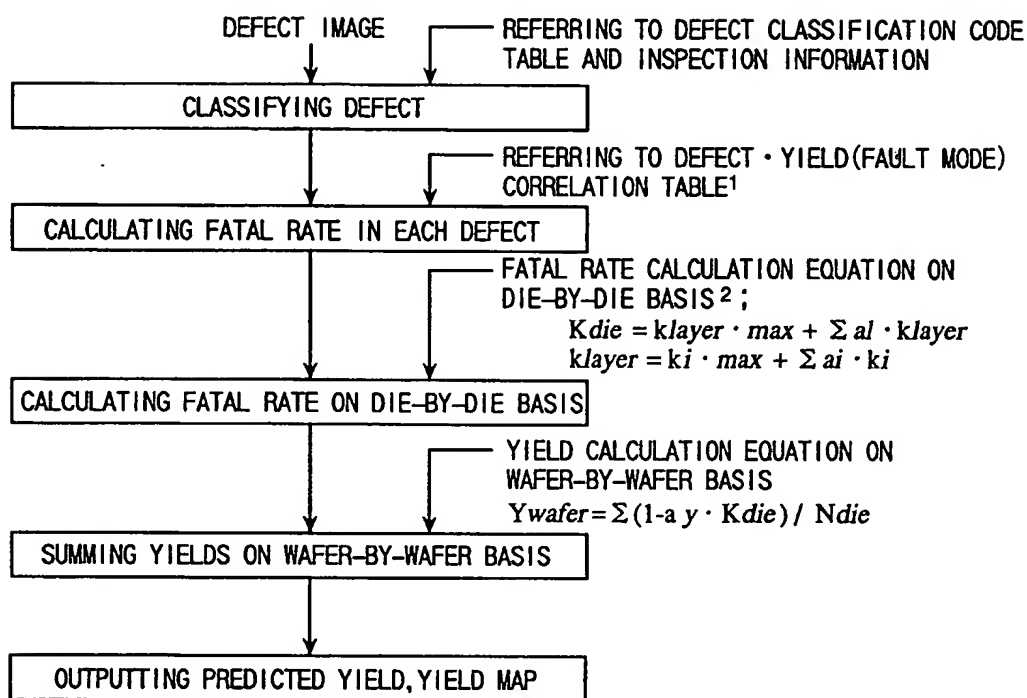 DEFECT IMAGE
REFERRING TO DEFECT CLASSIFICATION CODE
TABLE AND INSPECTION INFORMATION
CLASSIFYING DEFECT
REFERRING TO DEFECT・YIELD(FAULT MODE)
CORRELATION TABLE¹
CALCULATING FATAL RATE IN EACH DEFECT
FATAL RATE CALCULATION EQUATION ON
DIE-BY-DIE BASIS²;
Kdie = klayer · max + Σ al · klayer
klayer = ki · max + Σ ai · ki
CALCULATING FATAL RATE ON DIE-BY-DIE BASIS
YIELD CALCULATION EQUATION ON
WAFER-BY-WAFER BASIS
Ywafer=Σ(1-a y · Kdie)/ Ndie
SUMMING YIELDS ON WAFER-BY-WAFER BASIS
OUTPUTTING PREDICTED YIELD, YIELD MAP